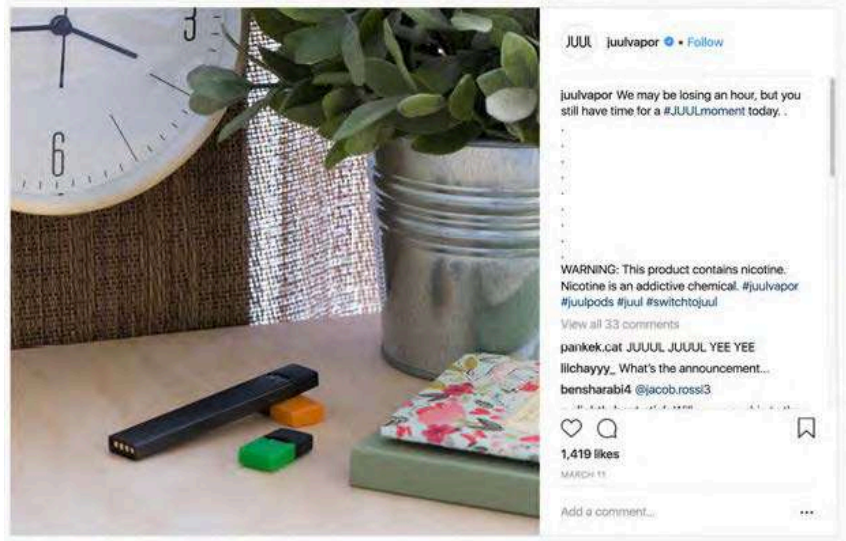 3
6
JUUL juulvapor • Follow
juulvapor We may be losing an hour, but you
still have time for a #JUULmoment today. .
.
.
.
.
.
.
.
.
.
WARNING: This product contains nicotine.
Nicotine is an addictive chemical. #juulvapor
#juulpods #juul #switchtojuul
View all 33 comments
pankek.cat JUUUL JUUUL YEE YEE
lilchayyy_ What's the announcement...
bensharabi4 @jacob.rossi3
1,419 likes
MARCH 11
Add a comment...